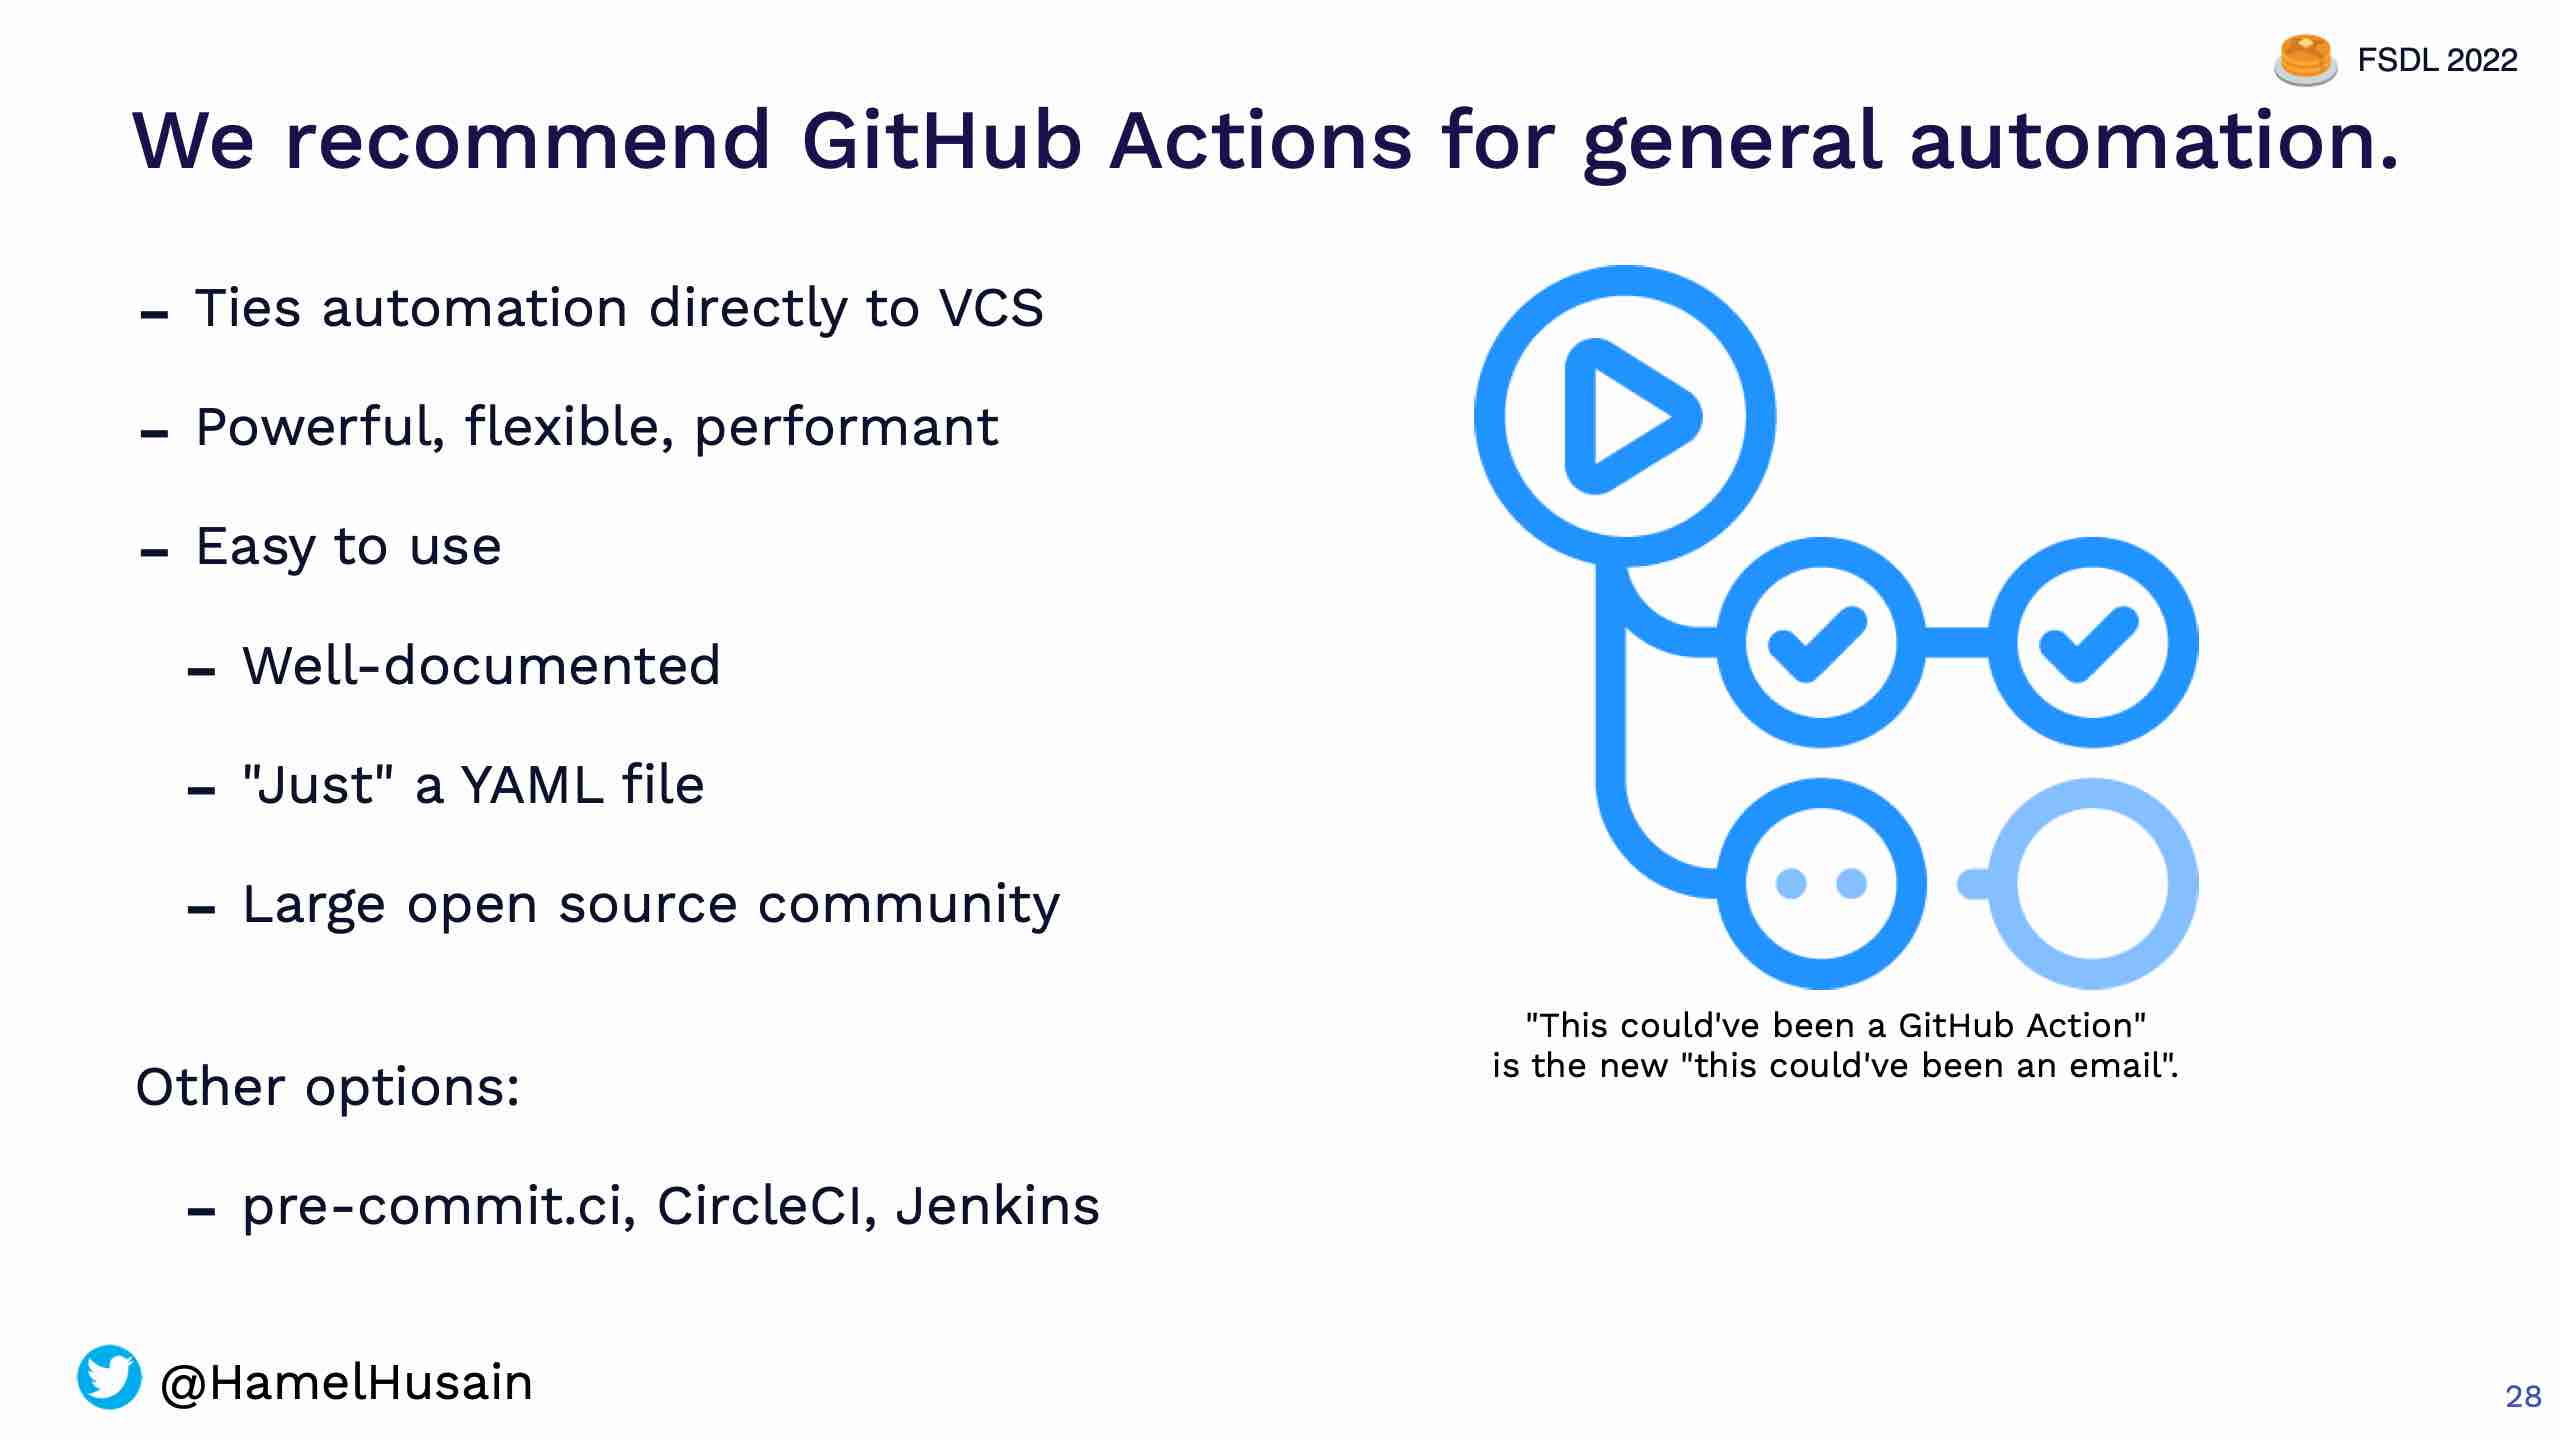 FSDL 2022
We recommend GitHub Actions for general automation.
- Ties automation directly to VCS
- Powerful, flexible, performant
- Easy to use
- Well-documented
- "Just" a YAML file
- Large open source community
Other options:
- pre-commit.ci, CircleCI, Jenkins
"This could've been a GitHub Action"
is the new "this could've been an email".
@HamelHusain
28